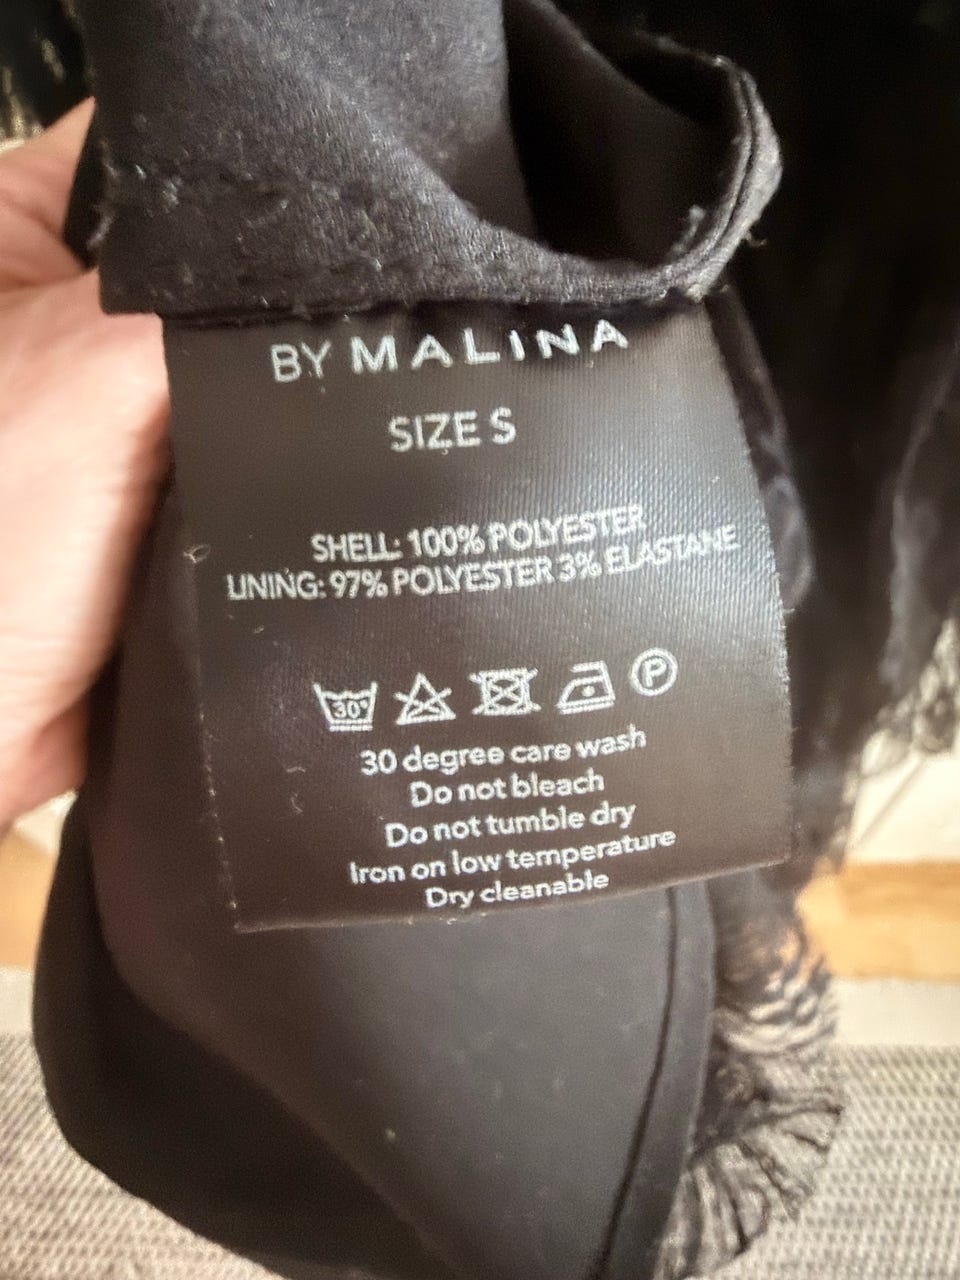 BY MALINA
SIZE S
SHELL: 100% POLYESTER
LINING: 97% POLYESTER 3% ELASTANE
30° P
30 degree care wash
Do not bleach
Do not tumble dry
Iron on low temperature
Dry cleanable